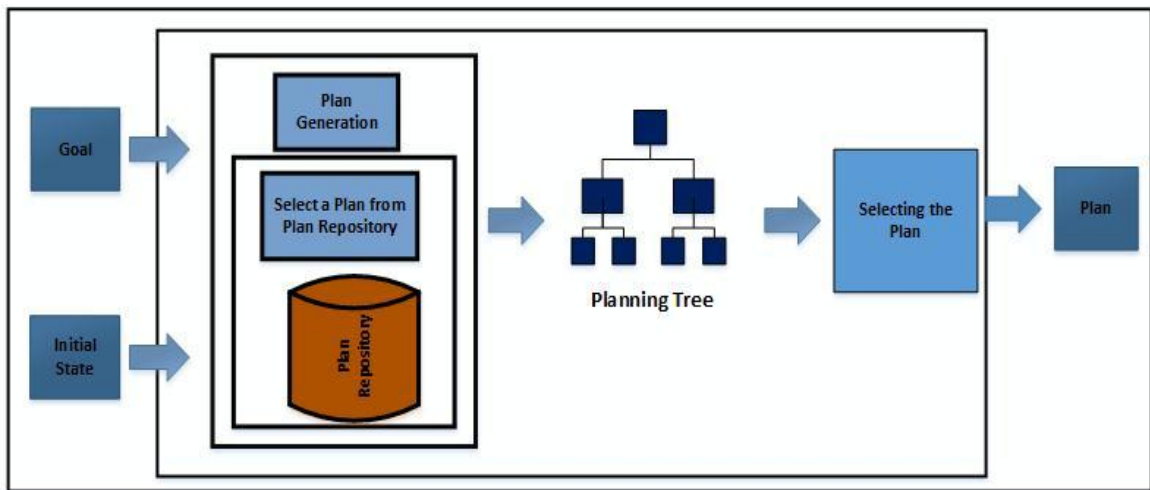 Goal
Initial
State
Plan
Generation
Select a Plan from
Plan Repository
Plan
Repository
Planning Tree
Selecting the
Plan
Plan